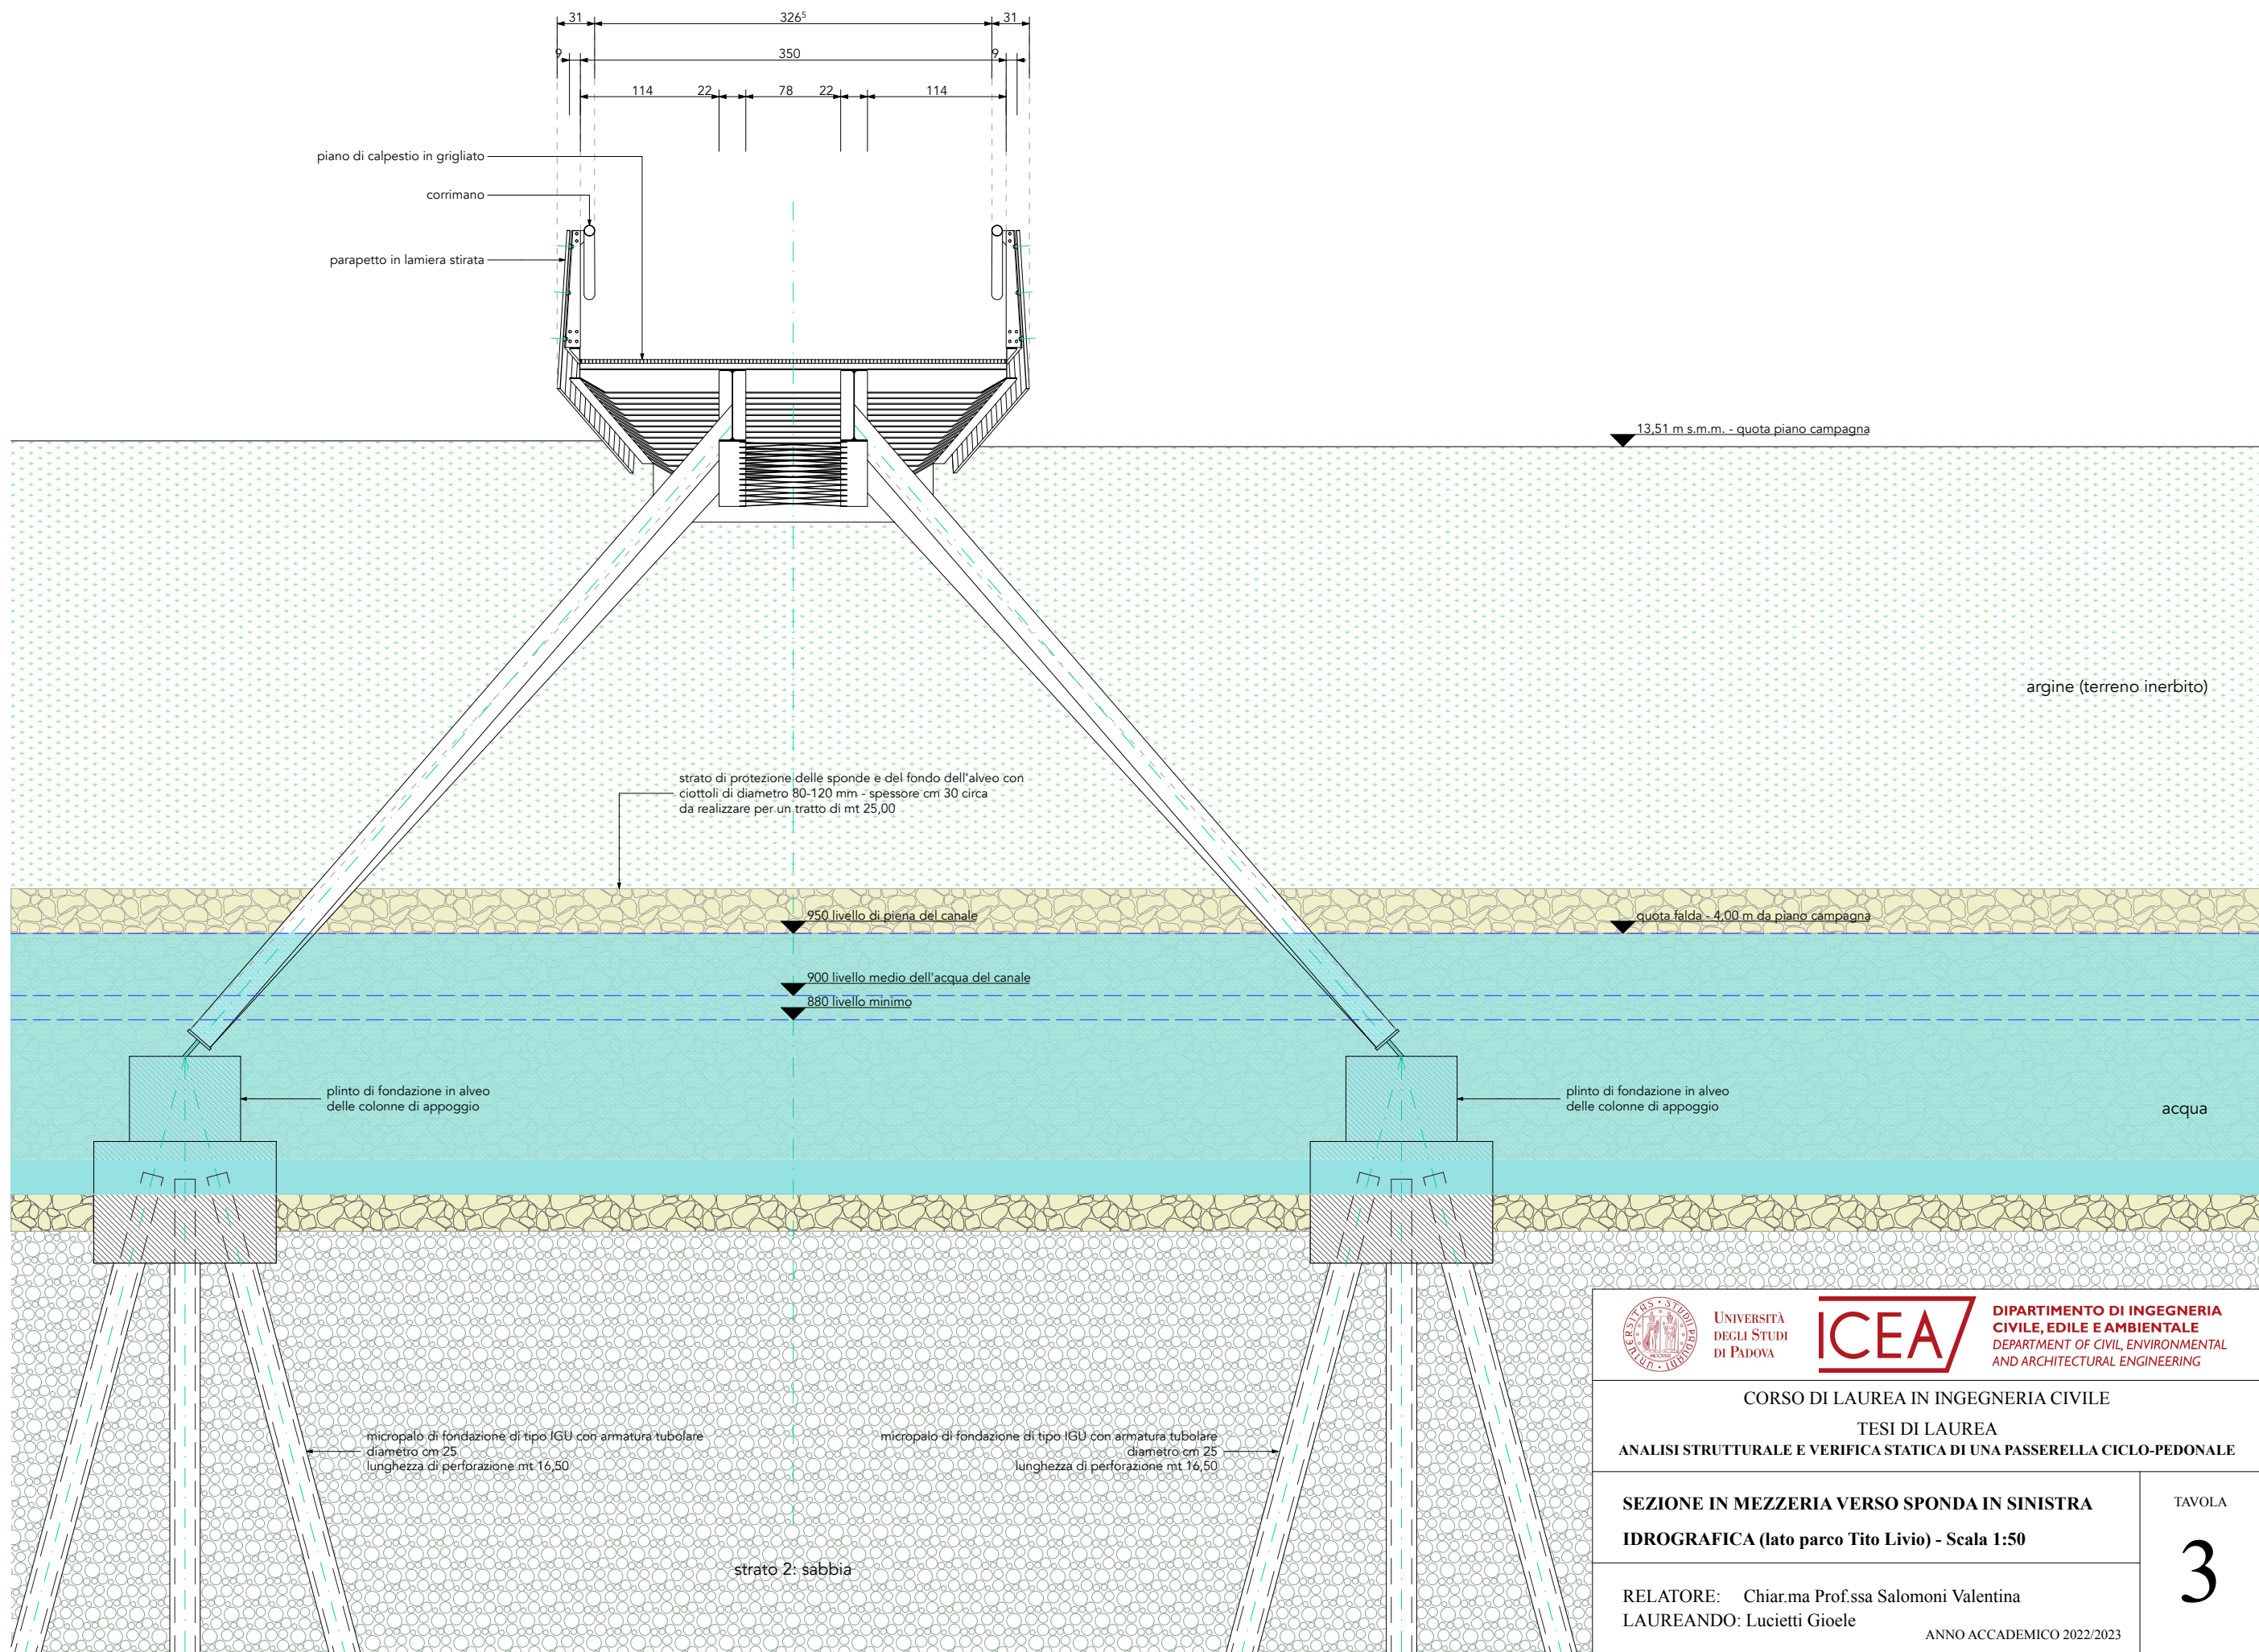 31
326⁵
31
9
350
9
114
22
78
22
114
piano di calpestio in grigliato
corrimano
parapetto in lamiera stirata
13,51 m s.m.m. - quota piano campagna
argine (terreno inerbito)
strato di protezione delle sponde e del fondo dell'alveo con
ciottoli di diametro 80-120 mm - spessore cm 30 circa
da realizzare per un tratto di mt 25,00
950 livello di piena del canale
quota falda - 4,00 m da piano campagna
900 livello medio dell'acqua del canale
880 livello minimo
plinto di fondazione in alveo
delle colonne di appoggio
plinto di fondazione in alveo
delle colonne di appoggio
acqua
micropalo di fondazione di tipo IGU con armatura tubolare
diametro cm 25
lunghezza di perforazione mt 16,50
micropalo di fondazione di tipo IGU con armatura tubolare
diametro cm 25
lunghezza di perforazione mt 16,50
strato 2: sabbia
UNIVERSITÀ
DEGLI STUDI
DI PADOVA
ICEA
DIPARTIMENTO DI INGEGNERIA
CIVILE, EDILE E AMBIENTALE
DEPARTMENT OF CIVIL, ENVIRONMENTAL
AND ARCHITECTURAL ENGINEERING
CORSO DI LAUREA IN INGEGNERIA CIVILE
TESI DI LAUREA
ANALISI STRUTTURALE E VERIFICA STATICA DI UNA PASSERELLA CICLO-PEDONALE
SEZIONE IN MEZZERIA VERSO SPONDA IN SINISTRA
IDROGRAFICA (lato parco Tito Livio) - Scala 1:50
TAVOLA
3
RELATORE: Chiar.ma Prof.ssa Salomoni Valentina
LAUREANDO: Lucietti Gioele
ANNO ACCADEMICO 2022/2023